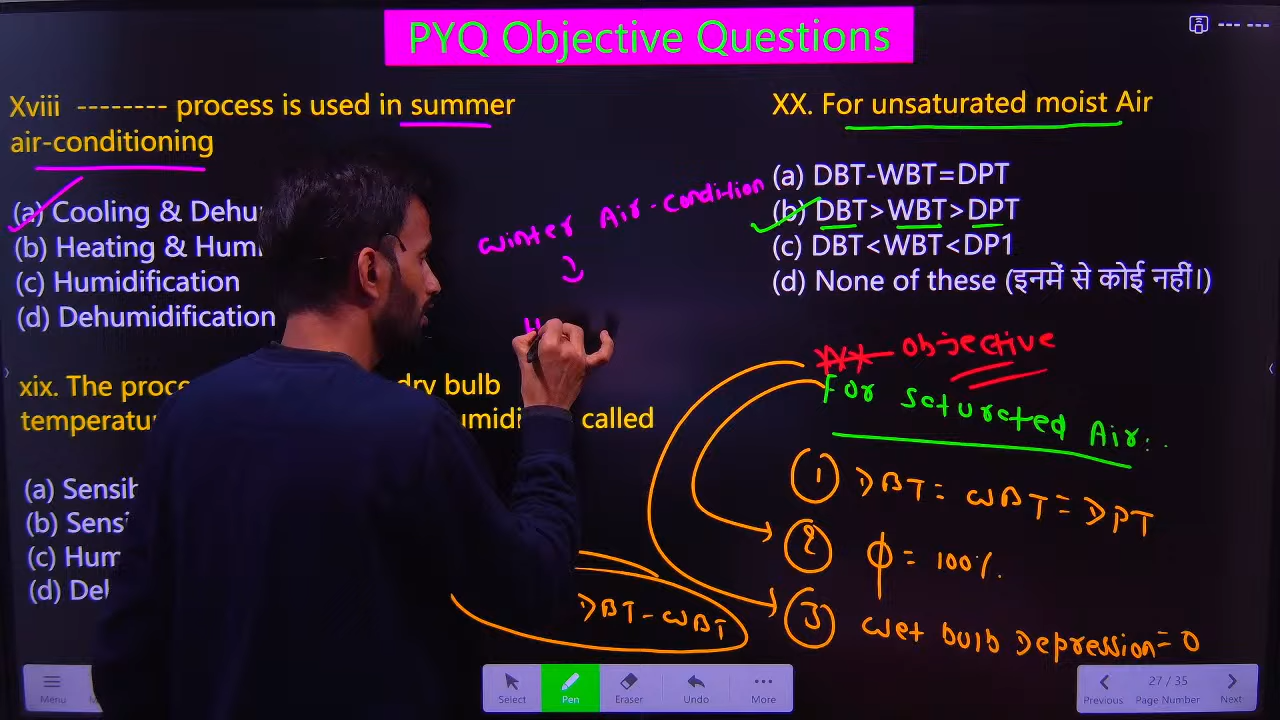 PYQ Objective Questions
Xviii -------- process is used in summer
air-conditioning
(a) Cooling & Dehu
(b) Heating & Humi
(c) Humidification
(d) Dehumidification
Winter Air-condition
H
xix. The proce dry bulb
temperatu umidi called
(a) Sensib
(b) Sensi
(c) Hum
(d) Del
XX. For unsaturated moist Air
(a) DBT-WBT=DPT
(b) DBT>WBT>DPT
(c) DBT<WBT<DP1
(d) None of these (इनमें से कोई नहीं।)
Objective
For Saturated Air:
1 DBT = WBT = DPT
2 ϕ = 100%
3 Wet bulb Depression = 0
DBT - WBT
Menu
Select
Pen
Eraser
Undo
More
Previous
27 / 35
Page Number
Next